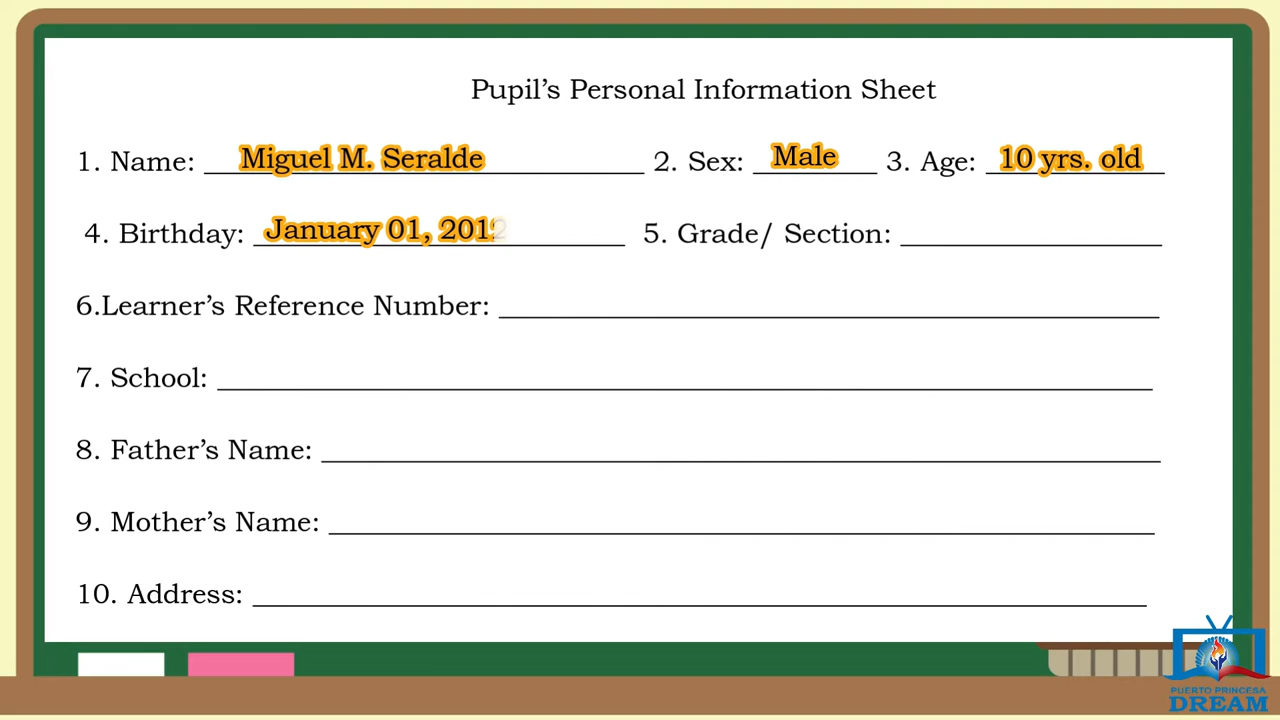 Pupil’s Personal Information Sheet
1. Name: Miguel M. Seralde 2. Sex: Male 3. Age: 10 yrs. old
4. Birthday: January 01, 2012 5. Grade/ Section:
6.Learner’s Reference Number:
7. School:
8. Father’s Name:
9. Mother’s Name:
10. Address:
PUERTO PRINCESA
DREAM